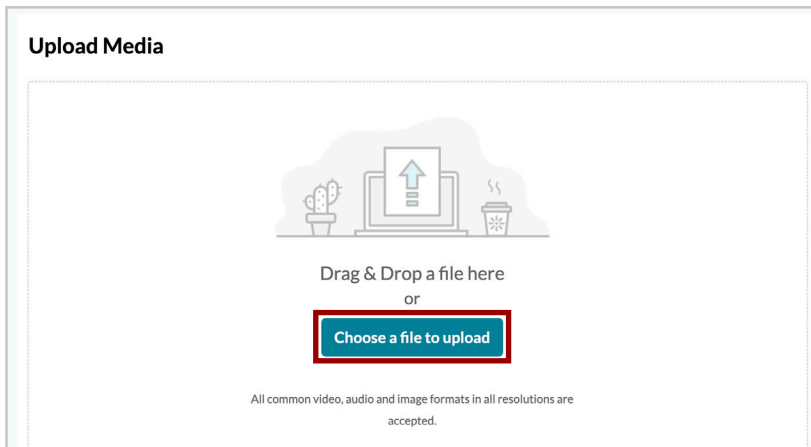 Upload Media
Drag & Drop a file here
or
Choose a file to upload
All common video, audio and image formats in all resolutions are
accepted.